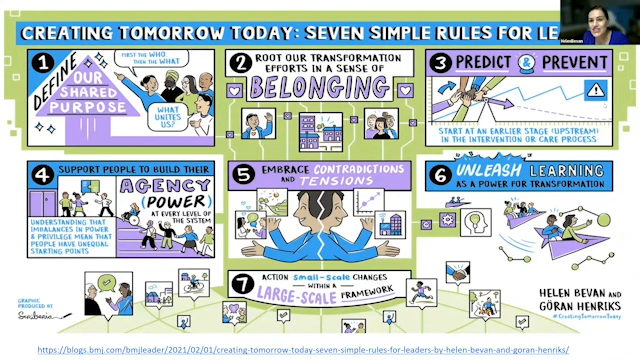 CREATING TOMORROW TODAY: SEVEN SIMPLE RULES FOR LE
HelenBevan
1
DEFINE
OUR
SHARED
PURPOSE
FIRST THE WHO
THEN THE WHAT
WHAT
UNITES
US?
2 ROOT OUR TRANSFORMATION
EFFORTS IN A SENSE OF
BELONGING
3 PREDICT & PREVENT
START AT AN EARLIER STAGE (UPSTREAM)
IN THE INTERVENTION OR CARE PROCESS
4 SUPPORT PEOPLE TO BUILD THEIR
AGENCY
(POWER)
AT EVERY LEVEL OF
THE SYSTEM
UNDERSTANDING THAT
IMBALANCES IN POWER
& PRIVILEGE MEAN THAT
PEOPLE HAVE UNEQUAL
STARTING POINTS
5 EMBRACE CONTRADICTIONS
AND TENSIONS
6 UNLEASH LEARNING
AS A POWER FOR TRANSFORMATION
7 ACTION Small-Scale CHANGES
WITHIN A
LARGE-SCALE FRAMEWORK
GRAPHIC
PRODUCED AT
HELEN BEVAN AND
GÖRAN HENRIKS
#CreatingTomorrowToday
https://blogs.bmj.com/bmjleader/2021/02/01/creating-tomorrow-today-seven-simple-rules-for-leaders-by-helen-bevan-and-goran-henriks/